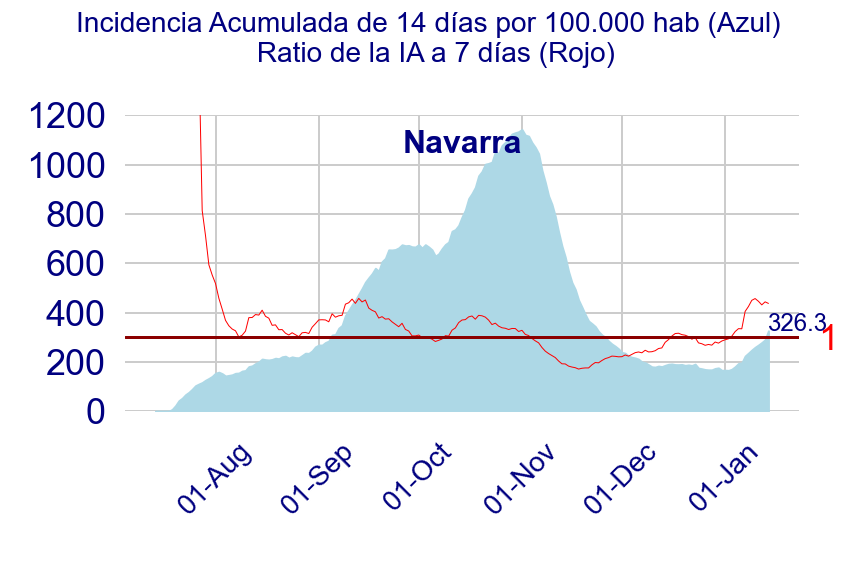 Incidencia Acumulada de 14 días por 100.000 hab (Azul)
Ratio de la IA a 7 días (Rojo)
1200
Navarra
1000
800
600
400
326.3
1
200
0
01-Aug
01-Sep
01-Oct
01-Nov
01-Dec
01-Jan